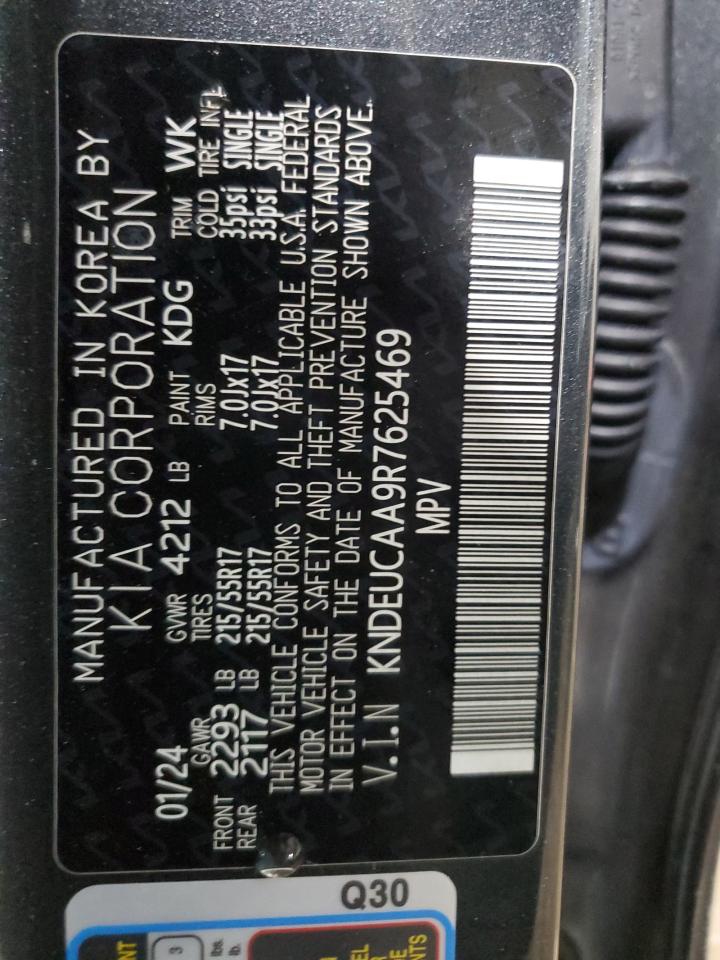 MANUFACTURED IN KOREA BY
KIA CORPORATION
01/24 GVWR 4212 LB PAINT KDG TRIM WK
GAWR TIRES RIMS COLD TIRE INFL
FRONT 2293 LB 215/55R17 7.0Jx17 35psi SINGLE
REAR 2117 LB 215/55R17 7.0Jx17 33psi SINGLE
THIS VEHICLE CONFORMS TO ALL APPLICABLE U.S.A. FEDERAL
MOTOR VEHICLE SAFETY AND THEFT PREVENTION STANDARDS
IN EFFECT ON THE DATE OF MANUFACTURE SHOWN ABOVE.
V.I.N KNDEUCAA9R7625469
MPV
Q30
3
lbs.
lb.